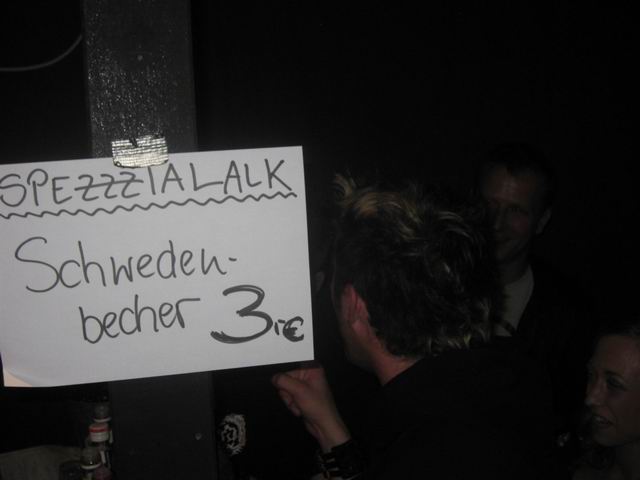 SPEZZZIALALK
Schweden-
becher 3,-€